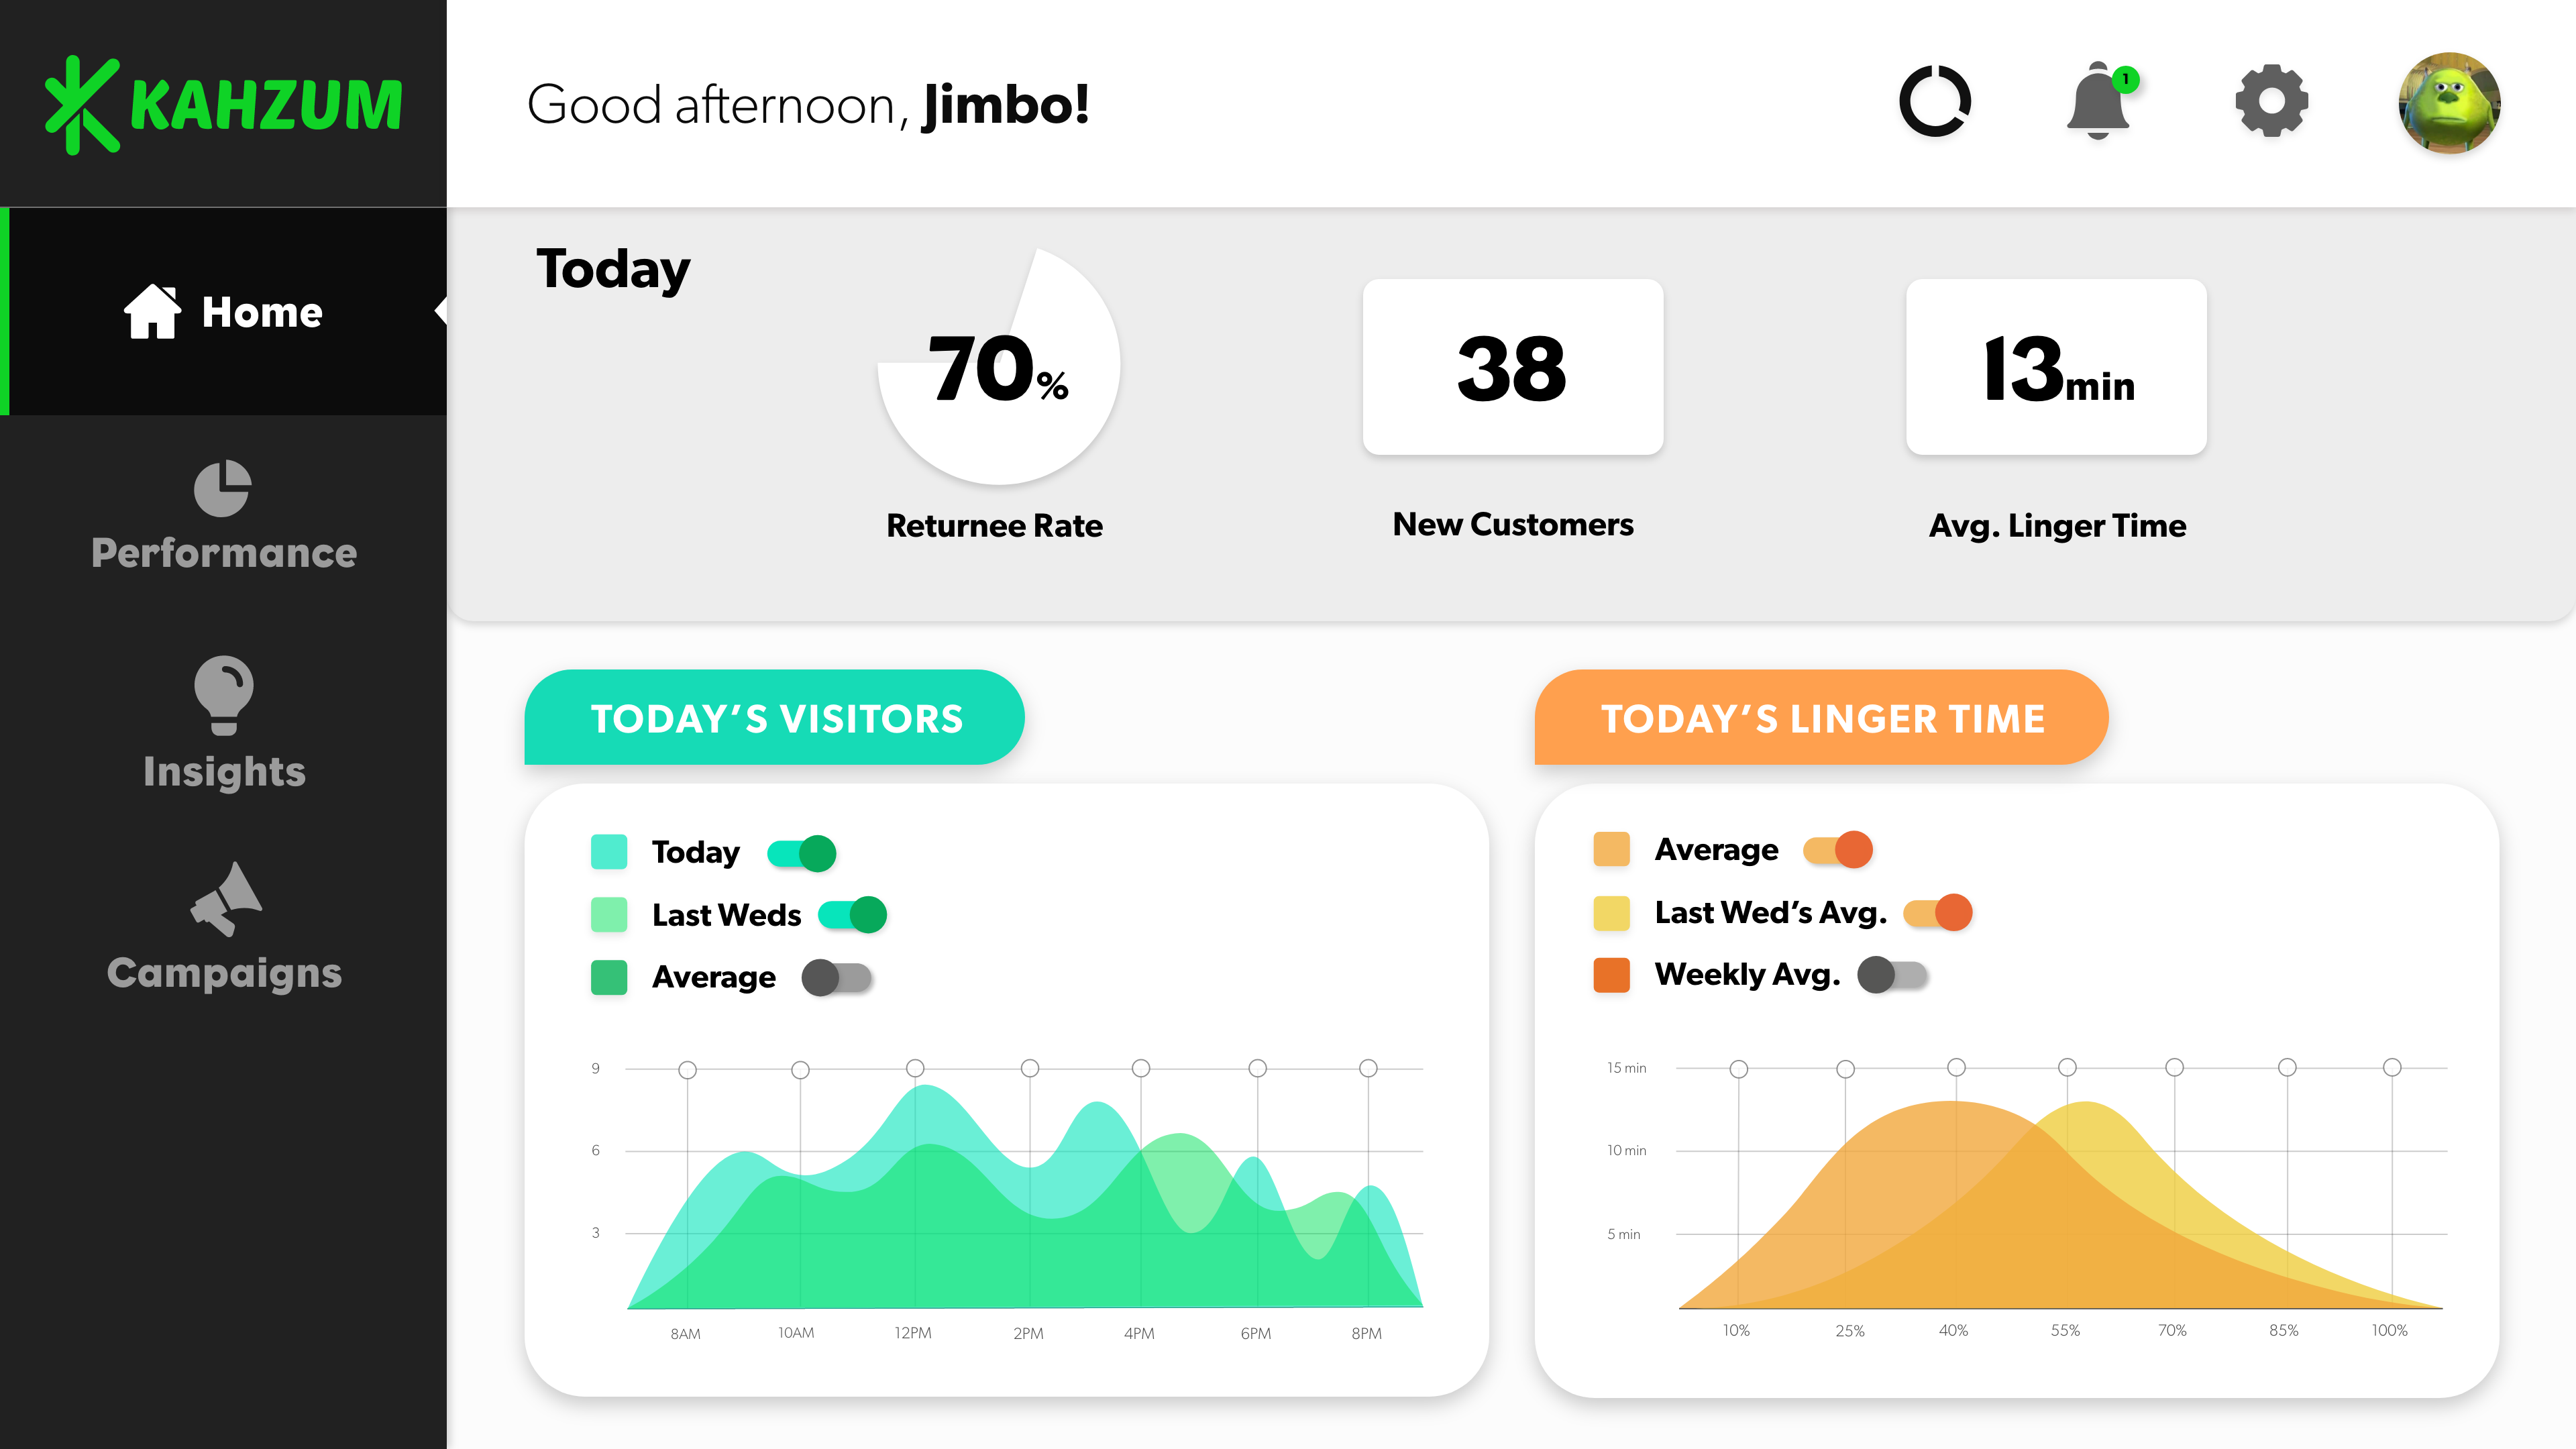 KAHZUM
Good afternoon, Jimbo!
1
Home
Performance
Insights
Campaigns
Today
70%
Returnee Rate
38
New Customers
13min
Avg. Linger Time
TODAY’S VISITORS
Today
Last Weds
Average
9
6
3
8AM 10AM 12PM 2PM 4PM 6PM 8PM
TODAY’S LINGER TIME
Average
Last Wed’s Avg.
Weekly Avg.
15 min
10 min
5 min
10% 25% 40% 55% 70% 85% 100%